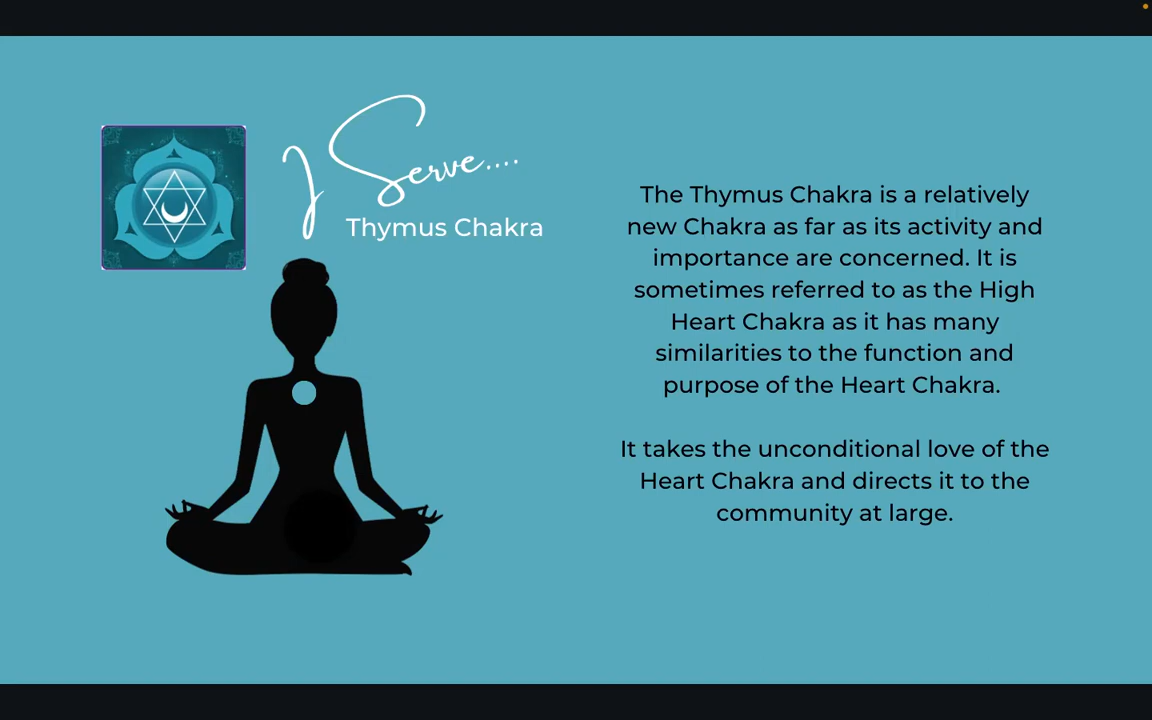 I Serve....
Thymus Chakra
The Thymus Chakra is a relatively
new Chakra as far as its activity and
importance are concerned. It is
sometimes referred to as the High
Heart Chakra as it has many
similarities to the function and
purpose of the Heart Chakra.
It takes the unconditional love of the
Heart Chakra and directs it to the
community at large.